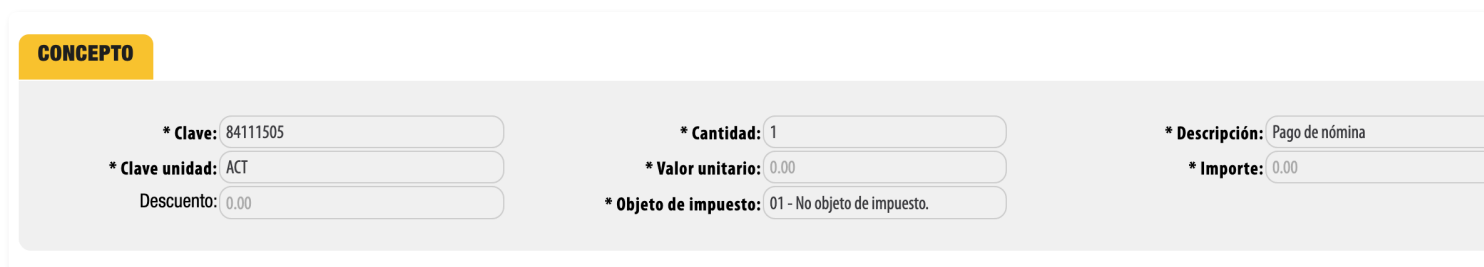 CONCEPTO
* Clave: 84111505 * Cantidad: 1 * Descripción: Pago de nómina
* Clave unidad: ACT * Valor unitario: 0.00 * Importe: 0.00
Descuento: 0.00 * Objeto de impuesto: 01 - No objeto de impuesto.